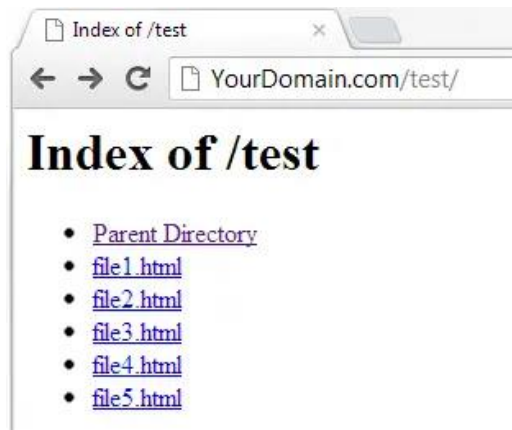 Index of /test
YourDomain.com/test/
Index of /test
Parent Directory
file1.html
file2.html
file3.html
file4.html
file5.html